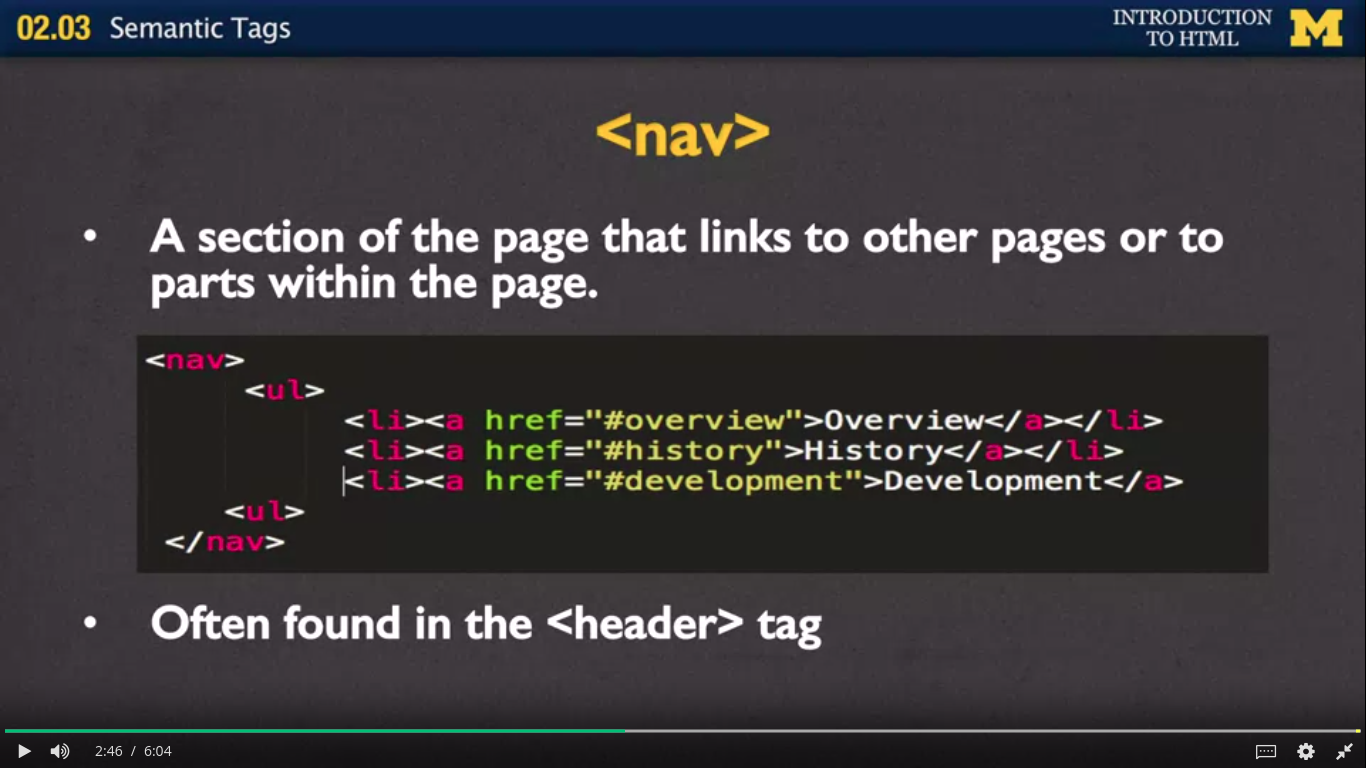 02.03 Semantic Tags
INTRODUCTION
TO HTML
M
<nav>
• A section of the page that links to other pages or to
parts within the page.
<nav>
<ul>
<li><a href="#overview">Overview</a></li>
<li><a href="#history">History</a></li>
<li><a href="#development">Development</a>
<ul>
</nav>
• Often found in the <header> tag
2:46 / 6:04